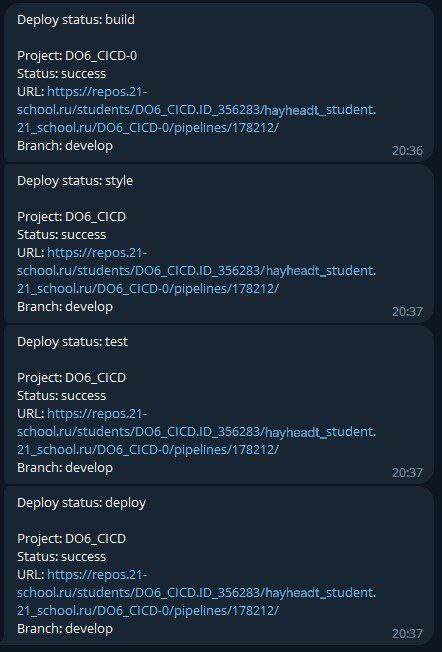 Deploy status: build
Project: DO6_CICD-0
Status: success
URL: https://repos.21-
school.ru/students/DO6_CICD.ID_356283/hayheadt_student.
21_school.ru/DO6_CICD-0/pipelines/178212/
Branch: develop
20:36
Deploy status: style
Project: DO6_CICD
Status: success
URL: https://repos.21-
school.ru/students/DO6_CICD.ID_356283/hayheadt_student.
21_school.ru/DO6_CICD-0/pipelines/178212/
Branch: develop
20:37
Deploy status: test
Project: DO6_CICD
Status: success
URL: https://repos.21-
school.ru/students/DO6_CICD.ID_356283/hayheadt_student.
21_school.ru/DO6_CICD-0/pipelines/178212/
Branch: develop
20:37
Deploy status: deploy
Project: DO6_CICD
Status: success
URL: https://repos.21-
school.ru/students/DO6_CICD.ID_356283/hayheadt_student.
21_school.ru/DO6_CICD-0/pipelines/178212/
Branch: develop
20:37